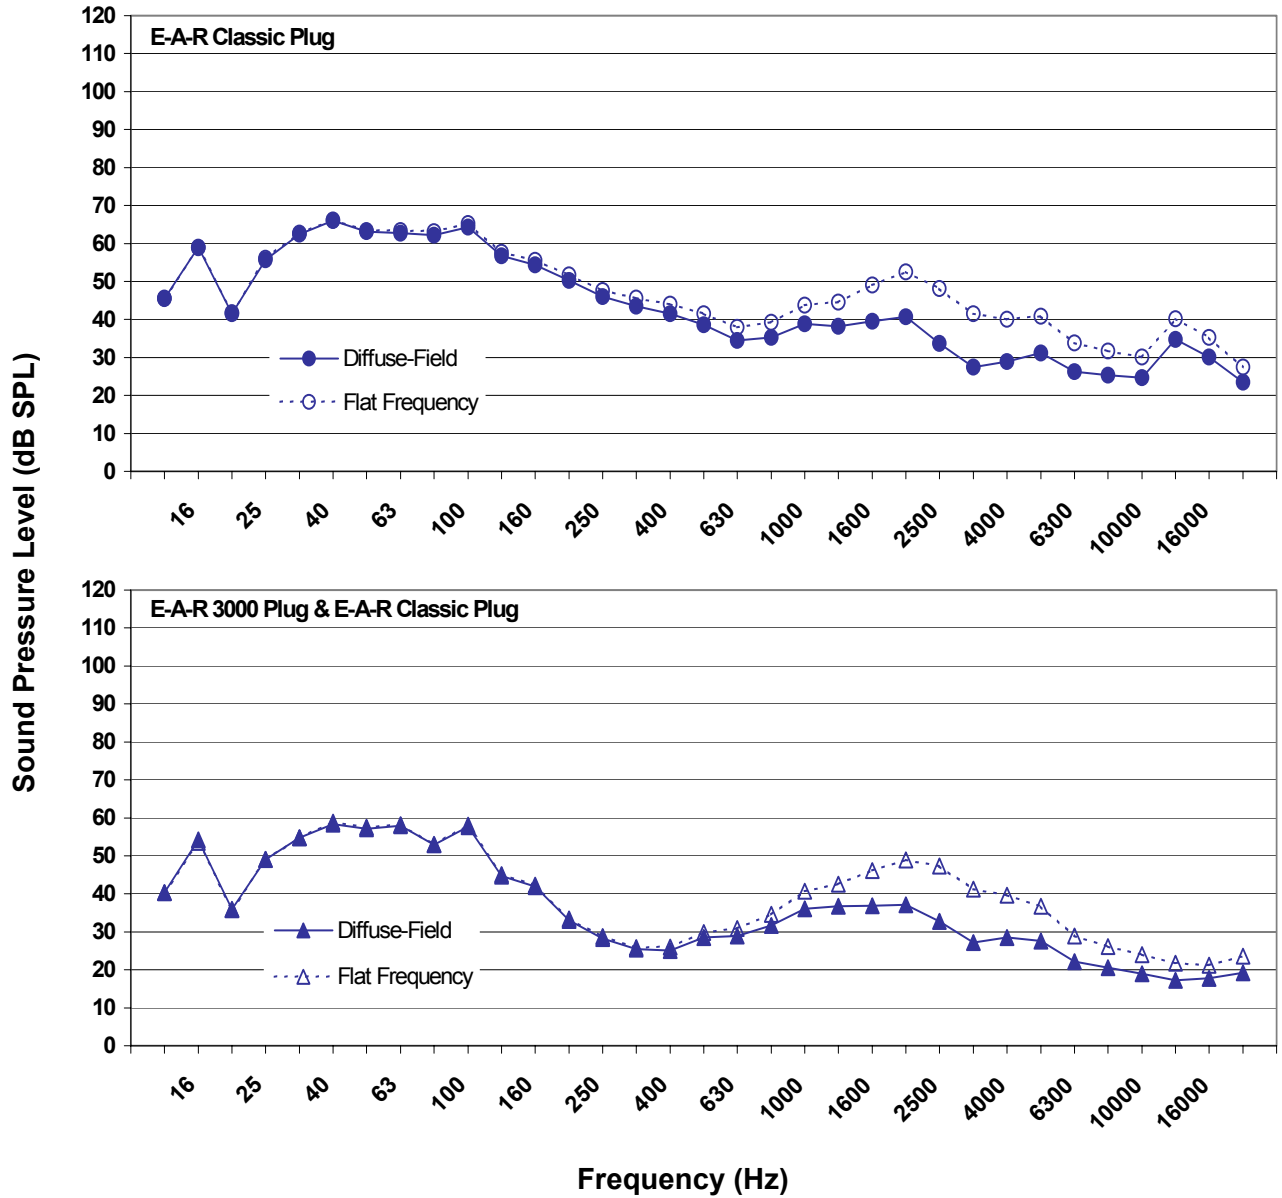 Sound Pressure Level (dB SPL)
E-A-R Classic Plug
120
110
100
90
80
70
60
50
40
30
20
10
0
Diffuse-Field
Flat Frequency
16 25 40 63 100 160 250 400 630 1000 1600 2500 4000 6300 10000 16000
E-A-R 3000 Plug & E-A-R Classic Plug
120
110
100
90
80
70
60
50
40
30
20
10
0
Diffuse-Field
Flat Frequency
16 25 40 63 100 160 250 400 630 1000 1600 2500 4000 6300 10000 16000
Frequency (Hz)